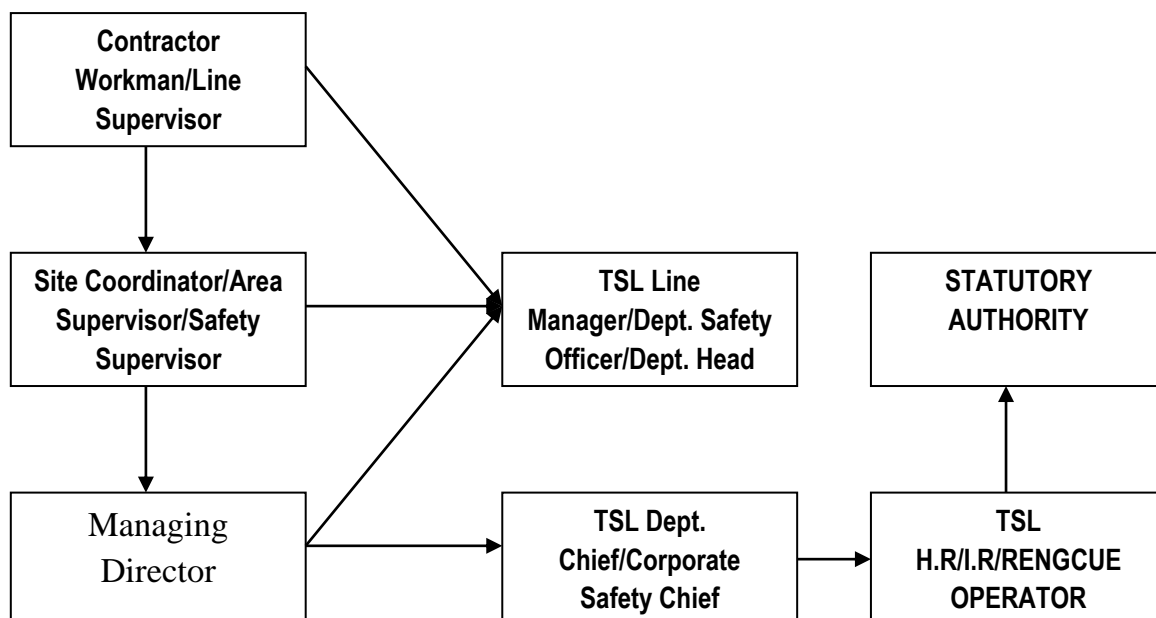 Contractor
Workman/Line
Supervisor
Site Coordinator/Area
Supervisor/Safety
Supervisor
TSL Line
Manager/Dept. Safety
Officer/Dept. Head
STATUTORY
AUTHORITY
Managing
Director
TSL Dept.
Chief/Corporate
Safety Chief
TSL
H.R/I.R/RENGCUE
OPERATOR